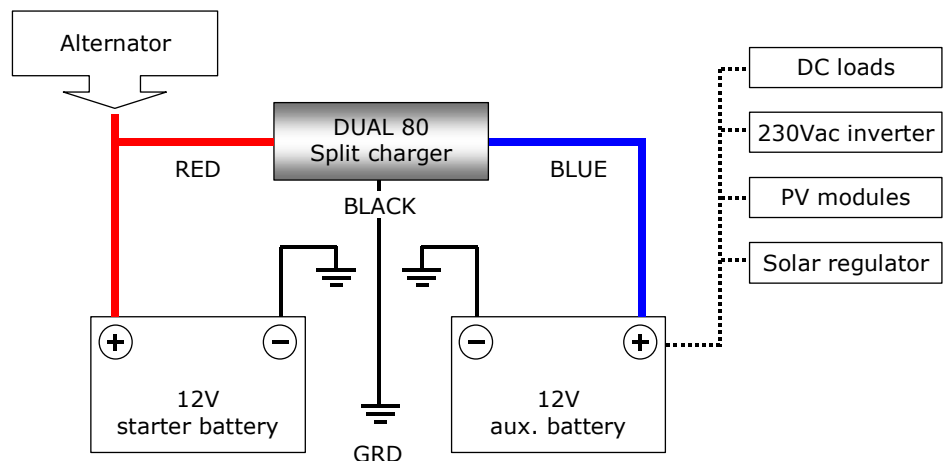 Alternator
DC loads
DUAL 80
Split charger
230Vac inverter
RED
BLUE
PV modules
BLACK
Solar regulator
+
−
−
+
12V
starter battery
12V
aux. battery
GRD